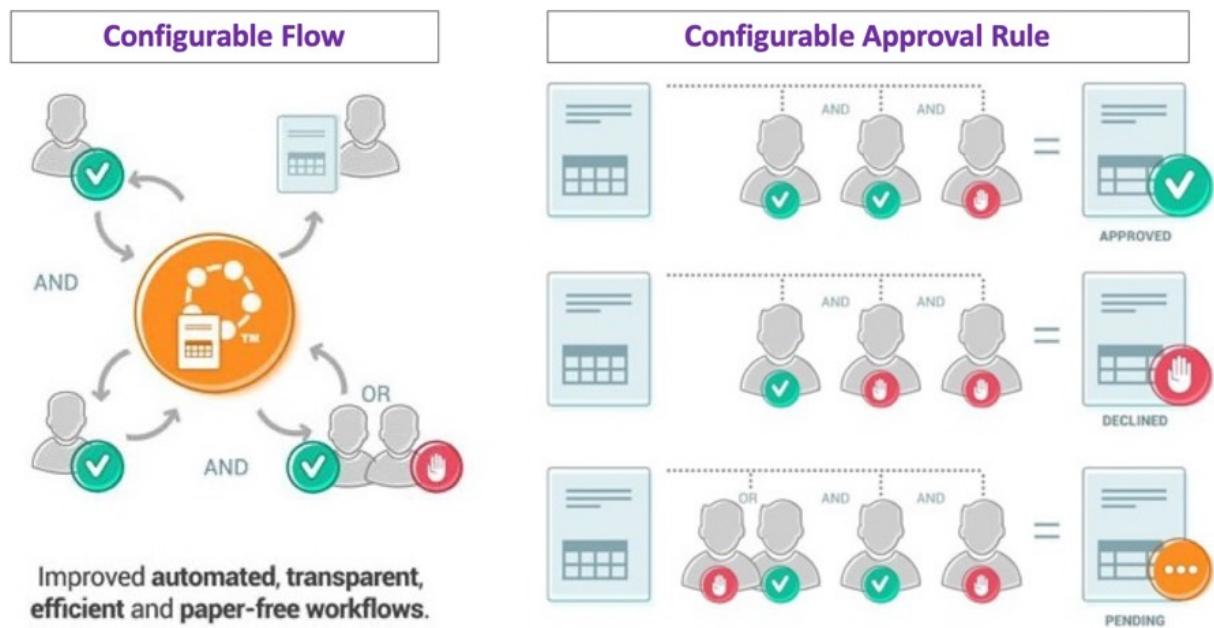 Configurable Flow
AND
OR
AND
TM
Improved automated, transparent,
efficient and paper-free workflows.
Configurable Approval Rule
AND AND
APPROVED
AND AND
DECLINED
OR AND AND
PENDING